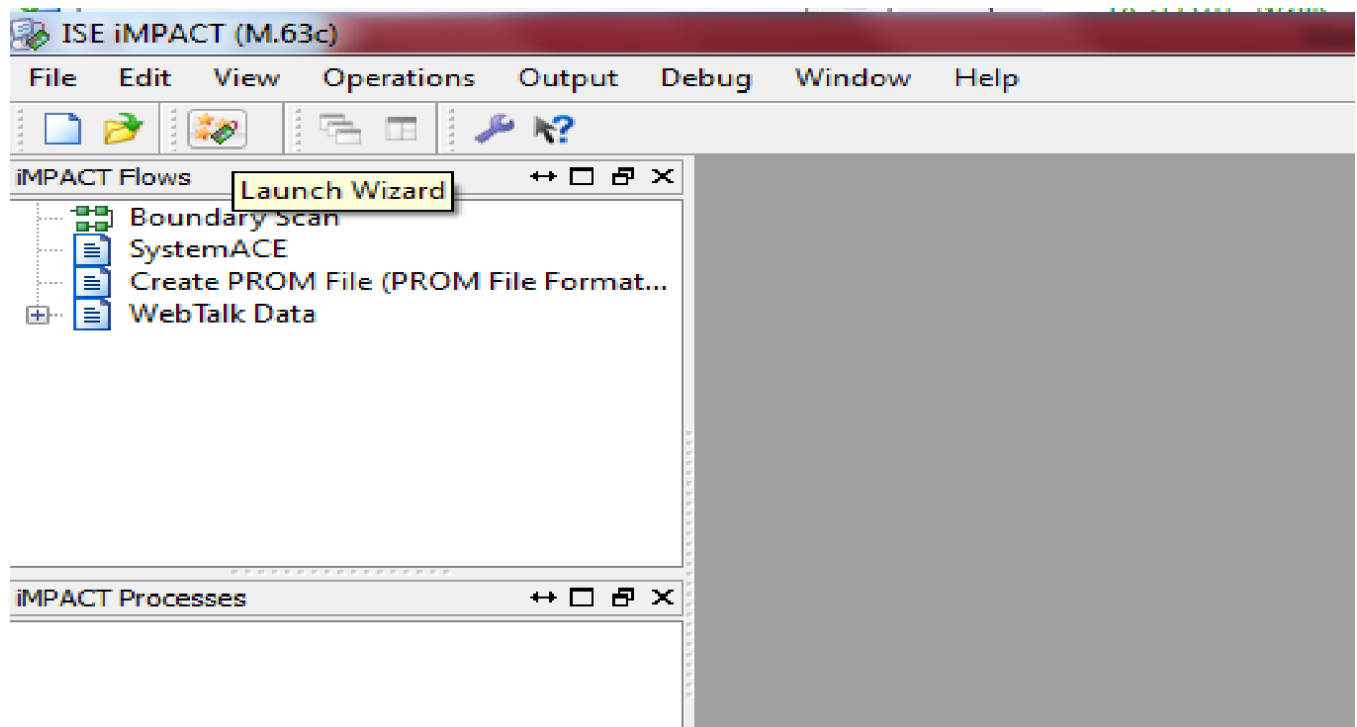 ISE iMPACT (M.63c)
File Edit View Operations Output Debug Window Help
iMPACT Flows
Launch Wizard
Boundary Scan
SystemACE
Create PROM File (PROM File Format...
WebTalk Data
iMPACT Processes